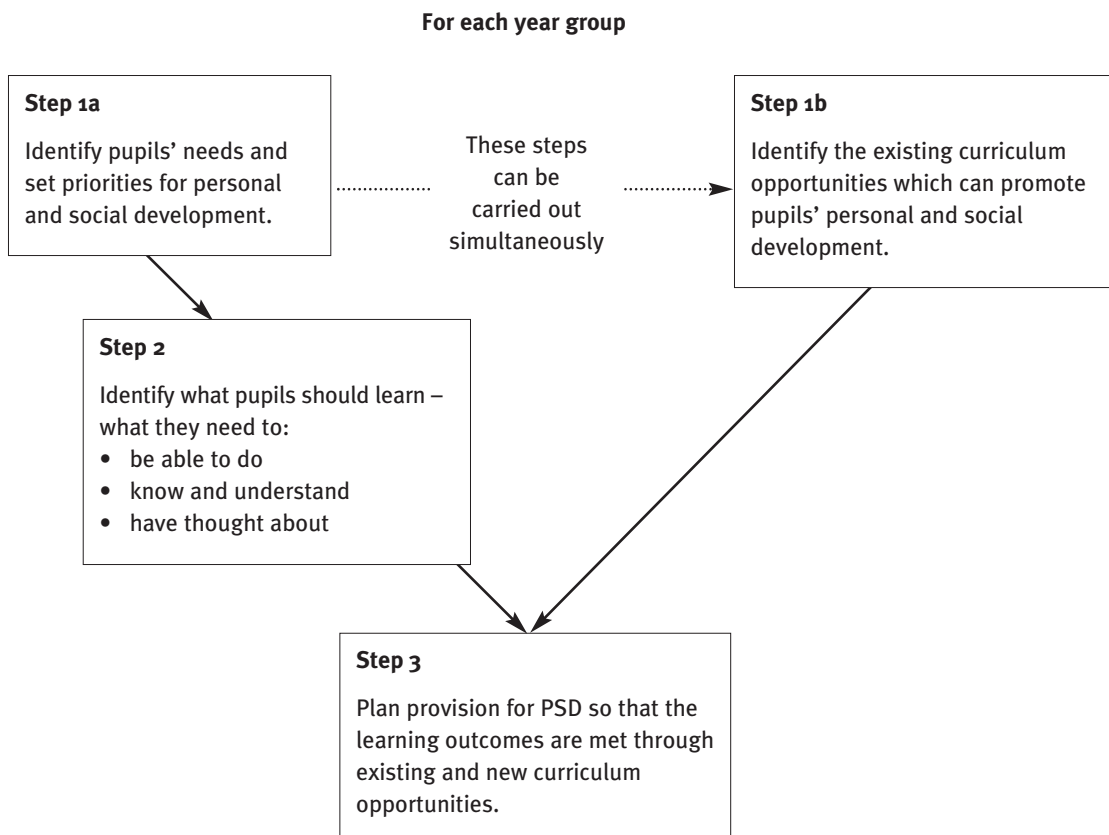 For each year group
Step 1a
Identify pupils’ needs and
set priorities for personal
and social development.
These steps
can be
carried out
simultaneously
Step 1b
Identify the existing curriculum
opportunities which can promote
pupils’ personal and social
development.
Step 2
Identify what pupils should learn –
what they need to:
• be able to do
• know and understand
• have thought about
Step 3
Plan provision for PSD so that the
learning outcomes are met through
existing and new curriculum
opportunities.